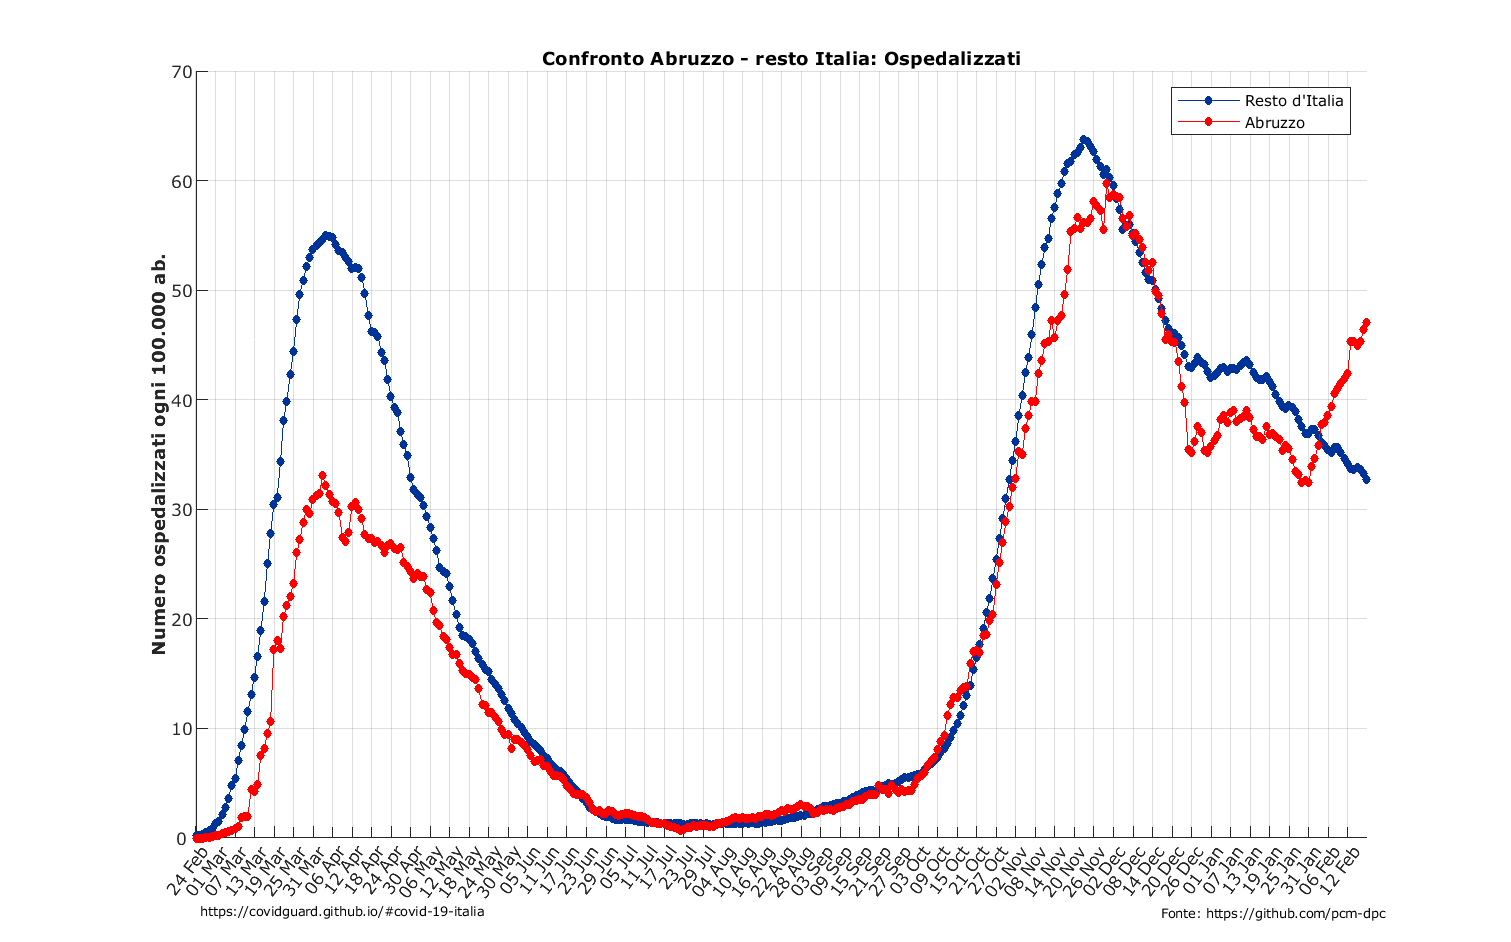 Confronto Abruzzo - resto Italia: Ospedalizzati
70
60
50
40
30
20
10
0
Numero ospedalizzati ogni 100.000 ab.
Resto d'Italia
Abruzzo
24 Feb
01 Mar
07 Mar
13 Mar
19 Mar
25 Mar
31 Mar
06 Apr
12 Apr
18 Apr
24 Apr
30 Apr
06 May
12 May
18 May
24 May
30 May
05 Jun
11 Jun
17 Jun
23 Jun
29 Jun
05 Jul
11 Jul
17 Jul
23 Jul
29 Jul
04 Aug
10 Aug
16 Aug
22 Aug
28 Aug
03 Sep
09 Sep
15 Sep
21 Sep
27 Sep
03 Oct
09 Oct
15 Oct
21 Oct
27 Oct
02 Nov
08 Nov
14 Nov
20 Nov
26 Nov
02 Dec
08 Dec
14 Dec
20 Dec
26 Dec
01 Jan
07 Jan
13 Jan
19 Jan
25 Jan
31 Jan
06 Feb
12 Feb
https://covidguard.github.io/#covid-19-italia
Fonte: https://github.com/pcm-dpc